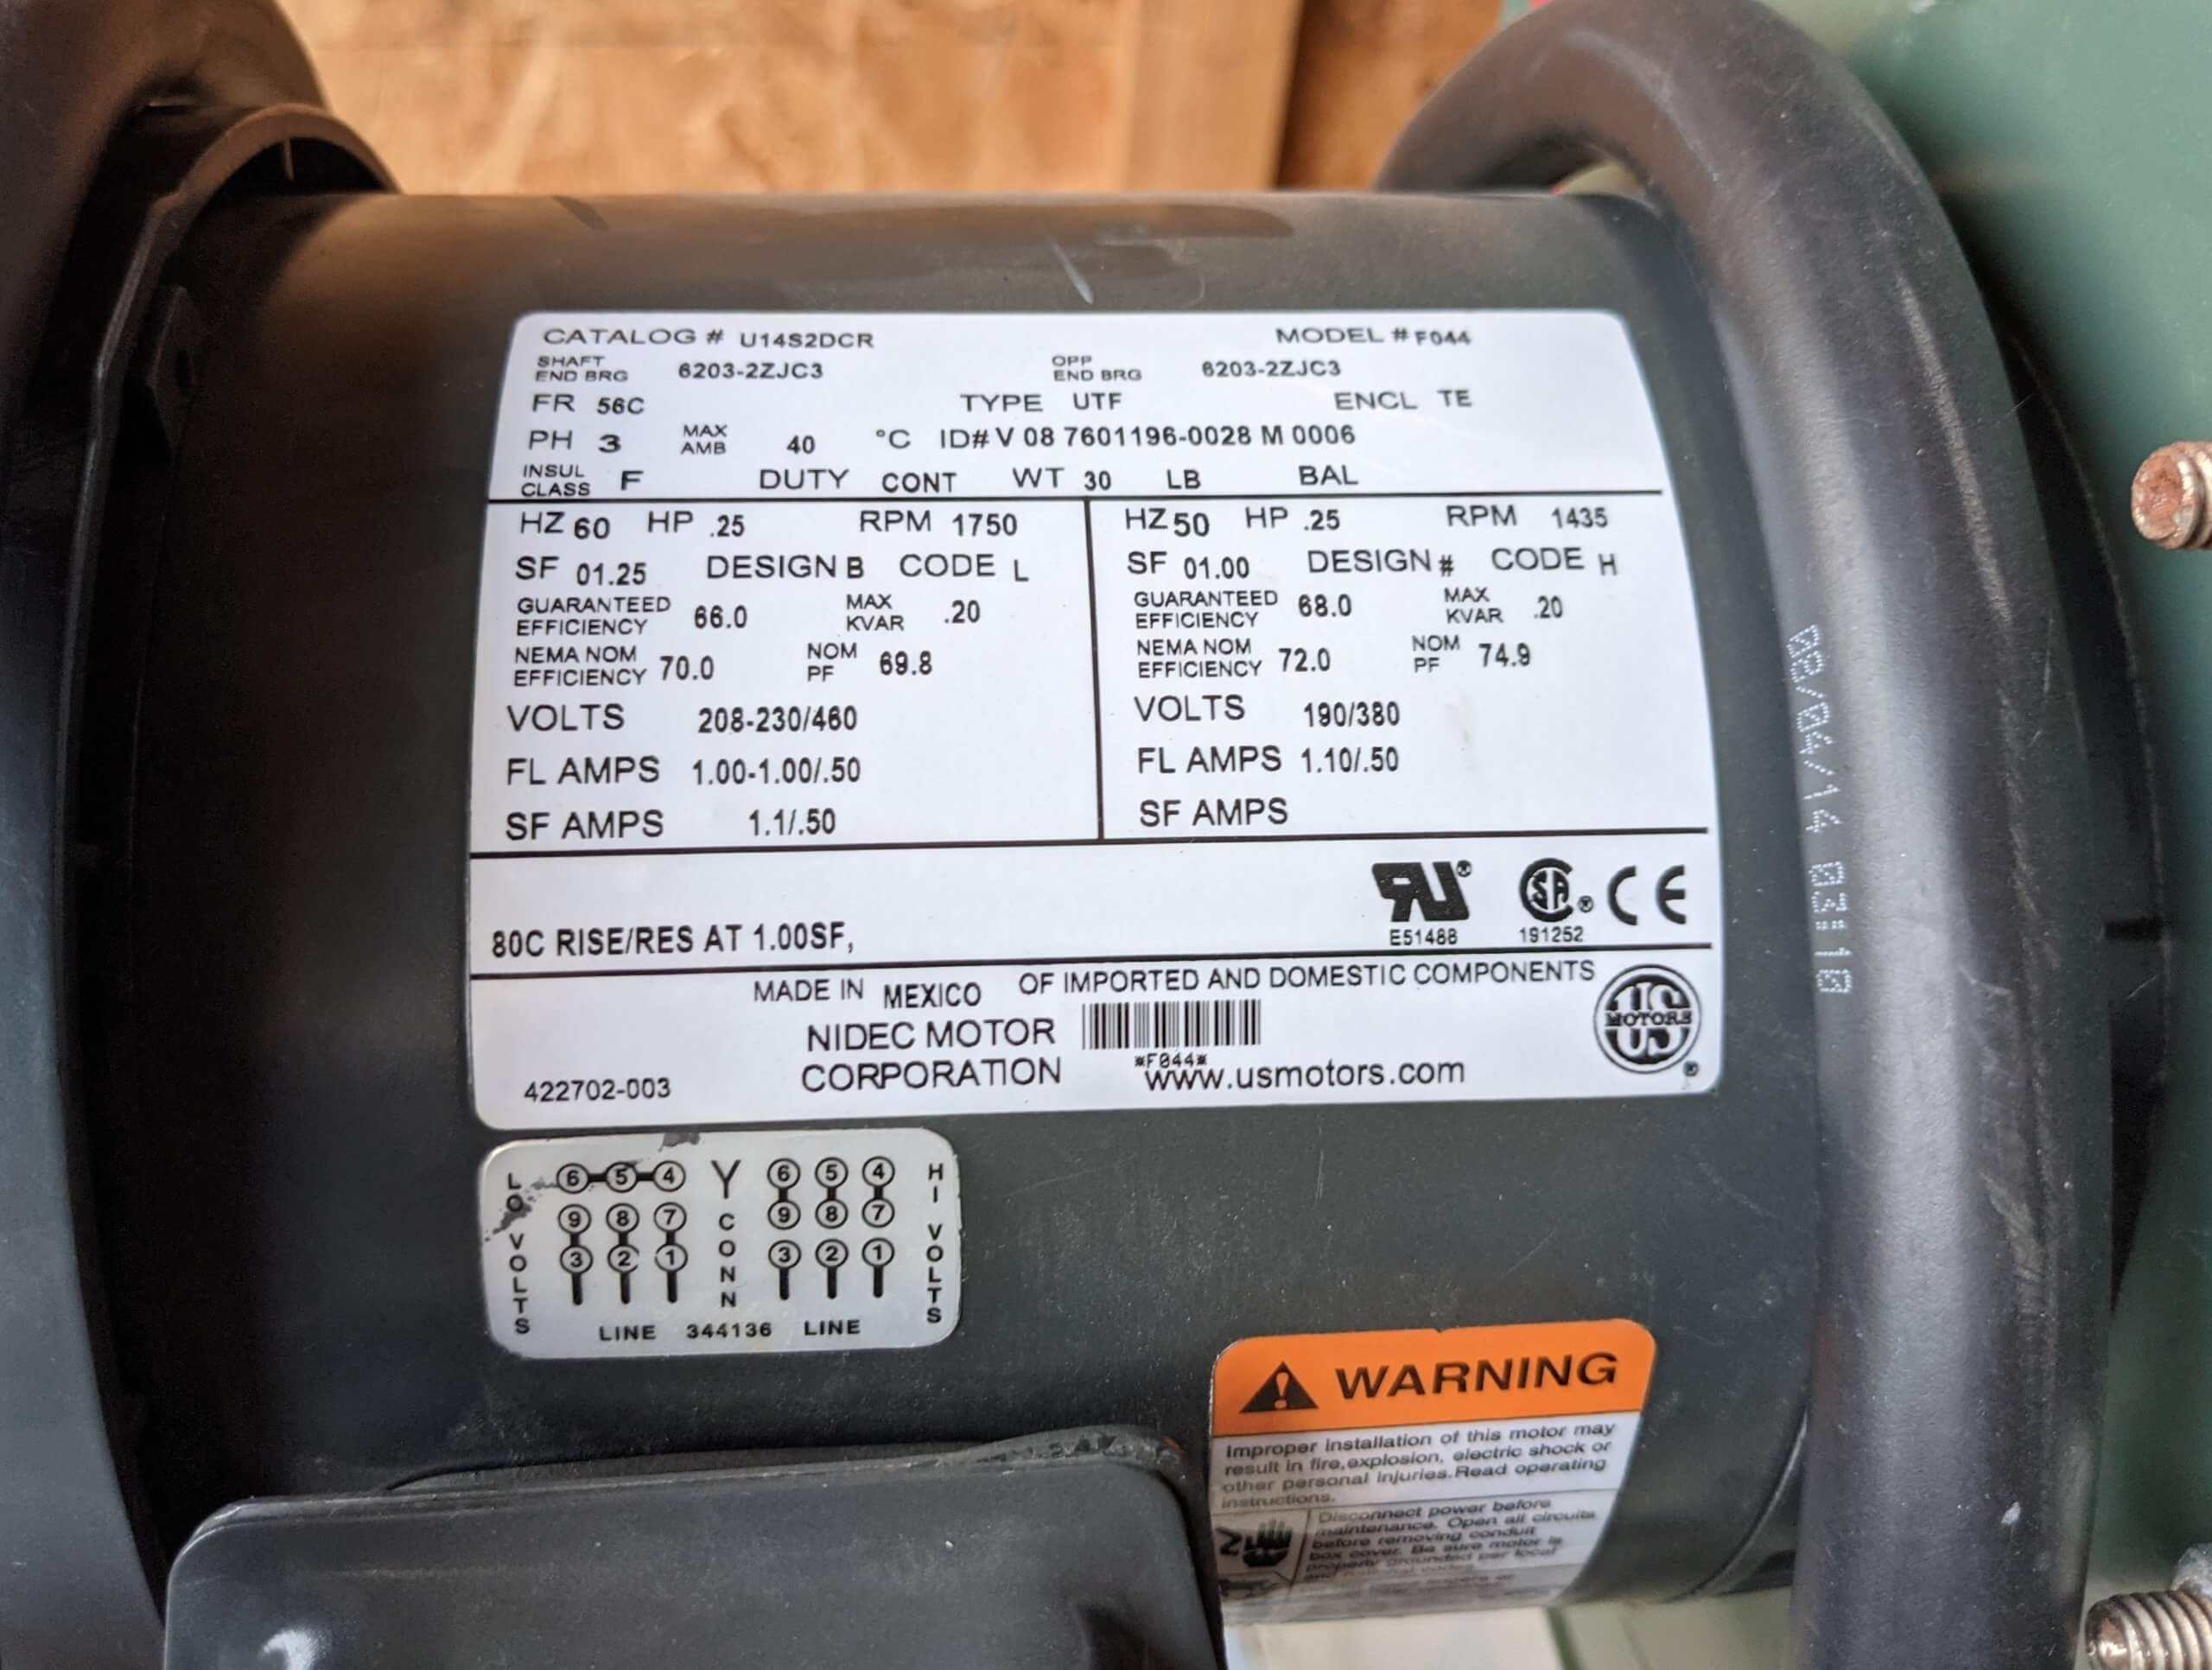 CATALOG # U14S2DCR MODEL # F044
SHAFT END BRG 6203-2ZJC3 OPP END BRG 6203-2ZJC3
FR 56C TYPE UTF ENCL TE
PH 3 MAX AMB 40 °C ID# V 08 7601196-0028 M 0006
INSUL CLASS F DUTY CONT WT 30 LB BAL
HZ 60 HP .25 RPM 1750
SF 01.25 DESIGN B CODE L
GUARANTEED EFFICIENCY 66.0 MAX KVAR .20
NEMA NOM EFFICIENCY 70.0 NOM PF 69.8
VOLTS 208-230/460
FL AMPS 1.00-1.00/.50
SF AMPS 1.1/.50
HZ 50 HP .25 RPM 1435
SF 01.00 DESIGN # CODE H
GUARANTEED EFFICIENCY 68.0 MAX KVAR .20
NEMA NOM EFFICIENCY 72.0 NOM PF 74.9
VOLTS 190/380
FL AMPS 1.10/.50
SF AMPS
80C RISE/RES AT 1.00SF,
RU®
E51488
SA®
191252
CE
MADE IN MEXICO OF IMPORTED AND DOMESTIC COMPONENTS
NIDEC MOTOR
CORPORATION
*F044*
www.usmotors.com
422702-003
US MOTORS ®
LO VOLTS
6 5 4
9 8 7
3 2 1
Y CONN
6 5 4
9 8 7
3 2 1
HI VOLTS
LINE 344136 LINE
WARNING
Improper installation of this motor may
result in fire, explosion, electric shock or
other personal injuries. Read operating
instructions.
Disconnect power before
maintenance. Open all circuits
before removing conduit
box cover. Be sure motor is
properly grounded per local